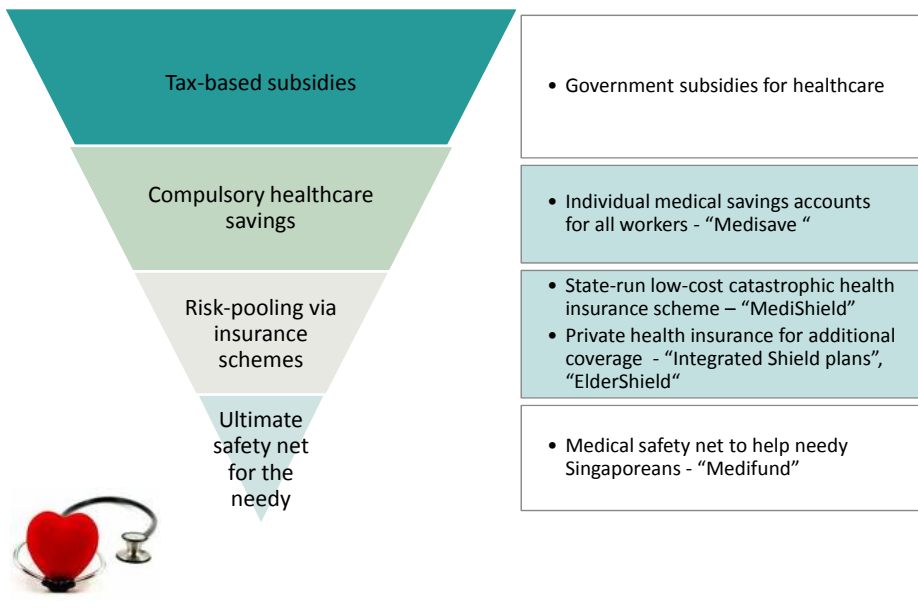 Tax-based subsidies
• Government subsidies for healthcare
Compulsory healthcare
savings
• Individual medical savings accounts
for all workers - “Medisave “
Risk-pooling via
insurance
schemes
• State-run low-cost catastrophic health
insurance scheme – “MediShield”
• Private health insurance for additional
coverage - “Integrated Shield plans”,
“ElderShield“
Ultimate
safety net
for the
needy
• Medical safety net to help needy
Singaporeans - “Medifund”